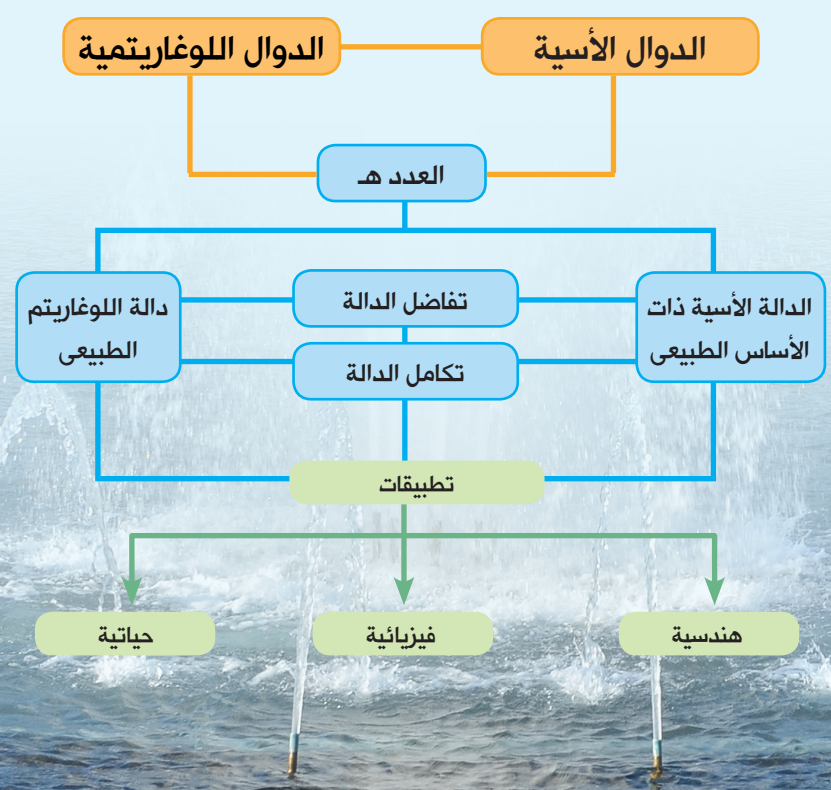 الدوال الأسية
الدوال اللوغاريتمية
العدد هـ
الدالة الأسية ذات
الأساس الطبيعى
تفاضل الدالة
تكامل الدالة
دالة اللوغاريتم
الطبيعى
تطبيقات
هندسية
فيزيائية
حياتية